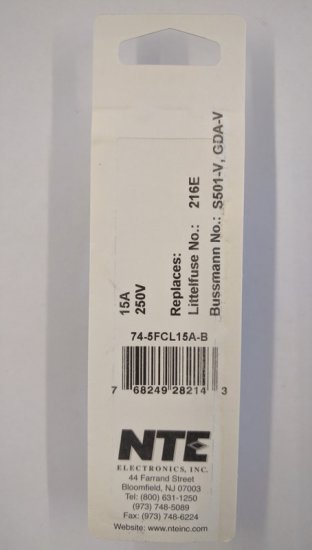 15A
250V
Replaces:
Littelfuse No.: 216E
Bussmann No.: S501-V, GDA-V
74-5FCL15A-B
7 68249 28214 3
NTE
ELECTRONICS, INC.
44 Farrand Street
Bloomfield, NJ 07003
Tel: (800) 631-1250
(973) 748-5089
Fax: (973) 748-6224
Website: www.nteinc.com